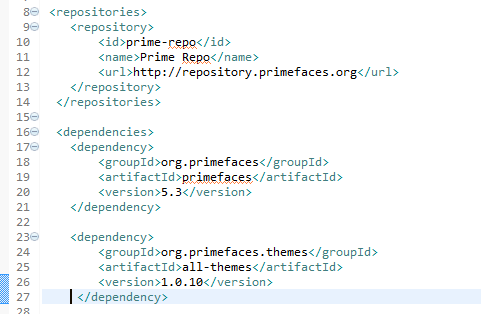 8 <repositories>
9 <repository>
10 <id>prime-repo</id>
11 <name>Prime Repo</name>
12 <url>http://repository.primefaces.org</url>
13 </repository>
14 </repositories>
15
16 <dependencies>
17 <dependency>
18 <groupId>org.primefaces</groupId>
19 <artifactId>primefaces</artifactId>
20 <version>5.3</version>
21 </dependency>
22
23 <dependency>
24 <groupId>org.primefaces.themes</groupId>
25 <artifactId>all-themes</artifactId>
26 <version>1.0.10</version>
27 </dependency>
28